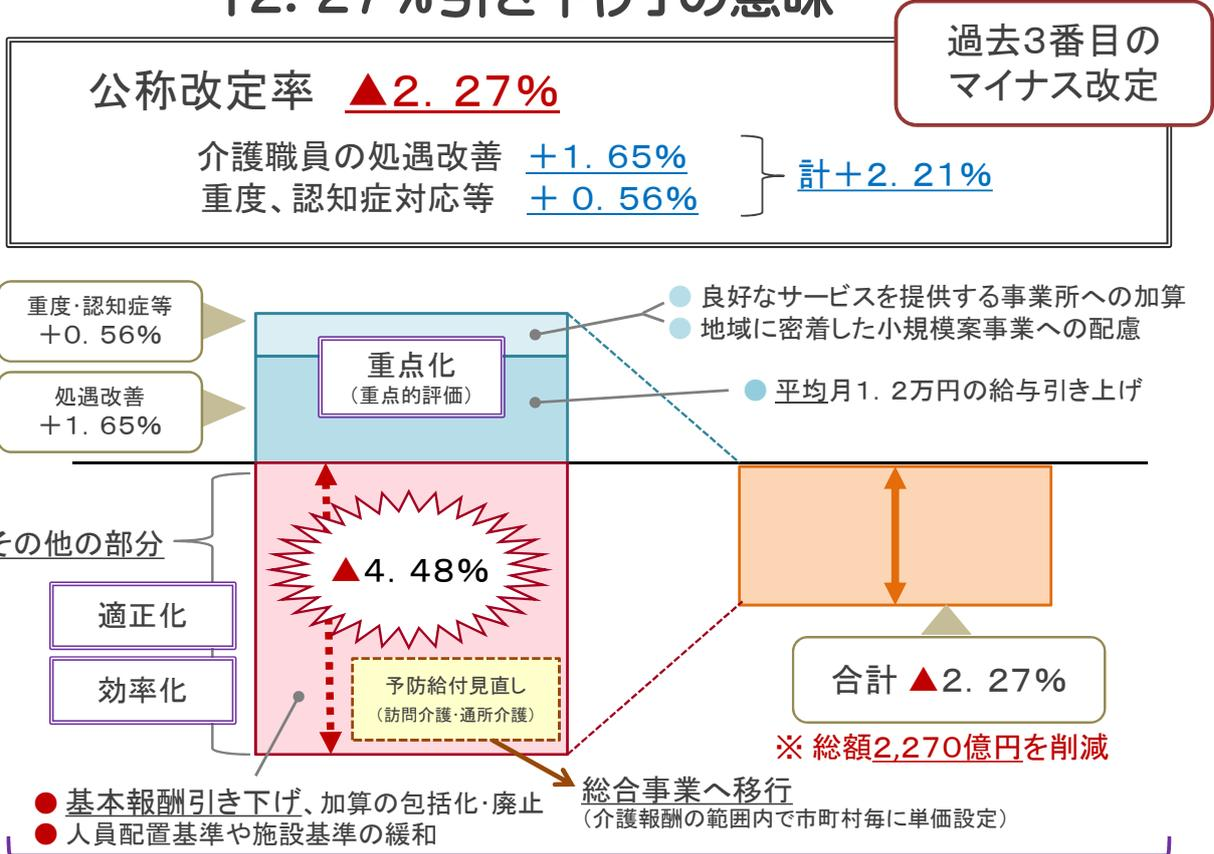 「2. 27%引き下げ」の意味
過去3番目の
マイナス改定
公称改定率 ▲2. 27%
介護職員の処遇改善 +1. 65%
重度、認知症対応等 + 0. 56%
計+2. 21%
重度・認知症等
+0. 56%
処遇改善
+1. 65%
重点化
（重点的評価）
● 良好なサービスを提供する事業所への加算
● 地域に密着した小規模案事業への配慮
● 平均月1. 2万円の給与引き上げ
その他の部分
適正化
効率化
▲4. 48%
予防給付見直し
（訪問介護・通所介護）
合計 ▲2. 27%
※ 総額2,270億円を削減
● 基本報酬引き下げ、加算の包括化・廃止
● 人員配置基準や施設基準の緩和
総合事業へ移行
（介護報酬の範囲内で市町村毎に単価設定）